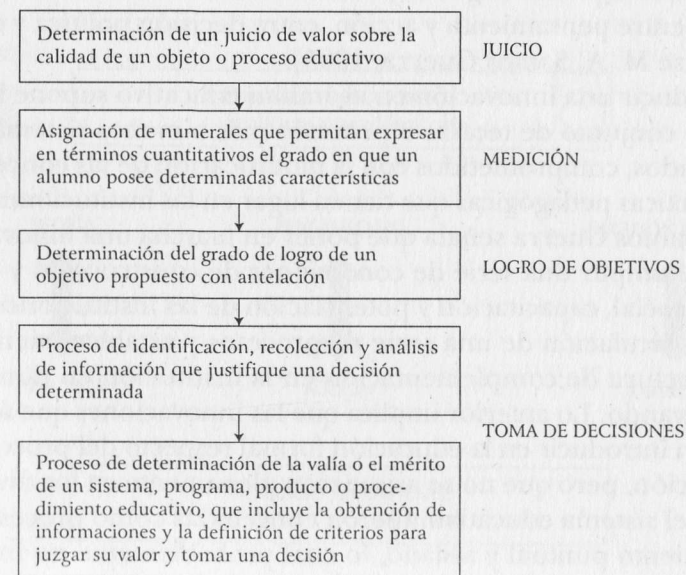 Determinación de un juicio de valor sobre la
calidad de un objeto o proceso educativo
JUICIO
Asignación de numerales que permitan expresar
en términos cuantitativos el grado en que un
alumno posee determinadas características
MEDICIÓN
Determinación del grado de logro de un
objetivo propuesto con antelación
LOGRO DE OBJETIVOS
Proceso de identificación, recolección y análisis
de información que justifique una decisión
determinada
TOMA DE DECISIONES
Proceso de determinación de la valía o el mérito
de un sistema, programa, producto o proce-
dimiento educativo, que incluye la obtención de
informaciones y la definición de criterios para
juzgar su valor y tomar una decisión